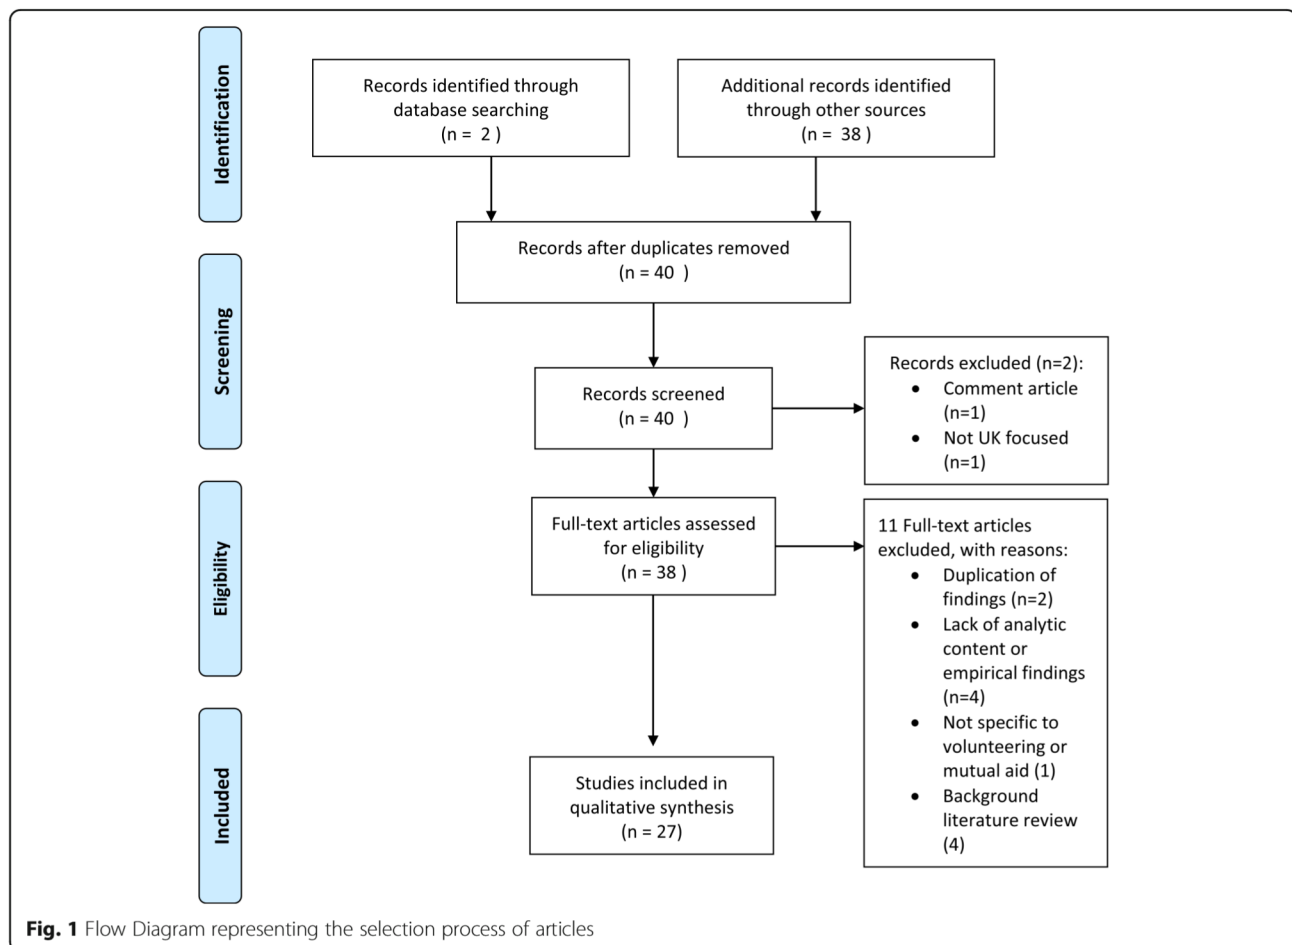 Identification
Records identified through
database searching
(n = 2 )
Additional records identified
through other sources
(n = 38 )
Records after duplicates removed
(n = 40 )
Screening
Records screened
(n = 40 )
Records excluded (n=2):
• Comment article
(n=1)
• Not UK focused
(n=1)
Eligibility
Full-text articles assessed
for eligibility
(n = 38 )
11 Full-text articles
excluded, with reasons:
• Duplication of
findings (n=2)
• Lack of analytic
content or
empirical findings
(n=4)
• Not specific to
volunteering or
mutual aid (1)
• Background
literature review
(4)
Included
Studies included in
qualitative synthesis
(n = 27)
Fig. 1 Flow Diagram representing the selection process of articles